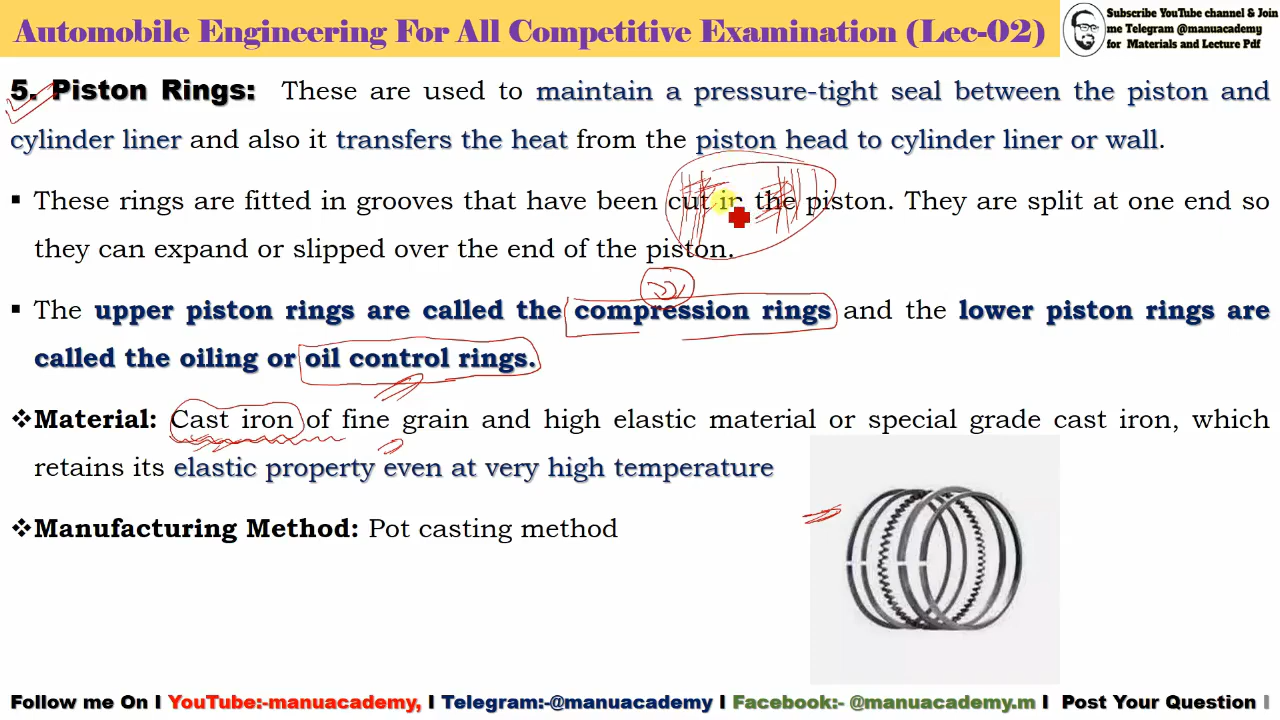 Automobile Engineering For All Competitive Examination (Lec-02)
Subscribe YouTube channel & Join
me Telegram @manuacademy
for Materials and Lecture Pdf
5. Piston Rings: These are used to maintain a pressure-tight seal between the piston and
cylinder liner and also it transfers the heat from the piston head to cylinder liner or wall.
▪ These rings are fitted in grooves that have been cut in the piston. They are split at one end so
they can expand or slipped over the end of the piston.
▪ The upper piston rings are called the compression rings and the lower piston rings are
called the oiling or oil control rings.
❖Material: Cast iron of fine grain and high elastic material or special grade cast iron, which
retains its elastic property even at very high temperature
❖Manufacturing Method: Pot casting method
Follow me On I YouTube:-manuacademy, I Telegram:-@manuacademy I Facebook:- @manuacademy.m I Post Your Question I